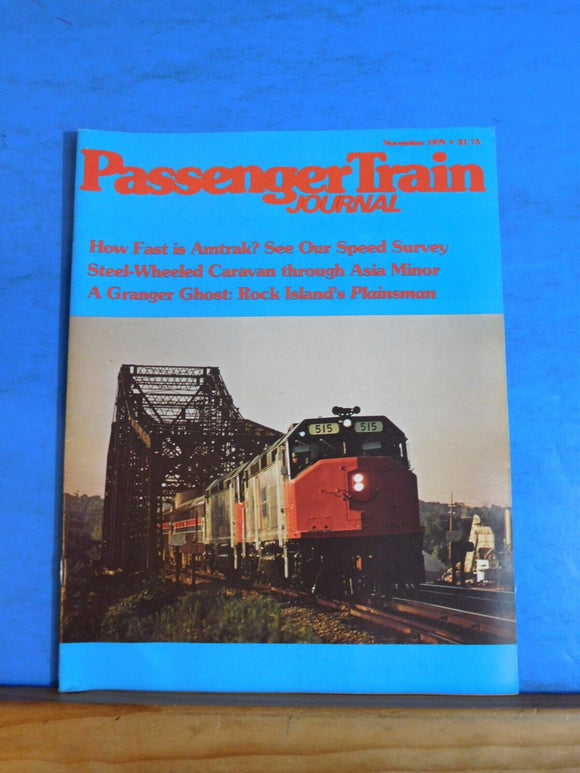 November 1979 • $1.75
PassengerTrain
JOURNAL
How Fast is Amtrak? See Our Speed Survey
Steel-Wheeled Caravan through Asia Minor
A Granger Ghost: Rock Island's Plainsman
515 515